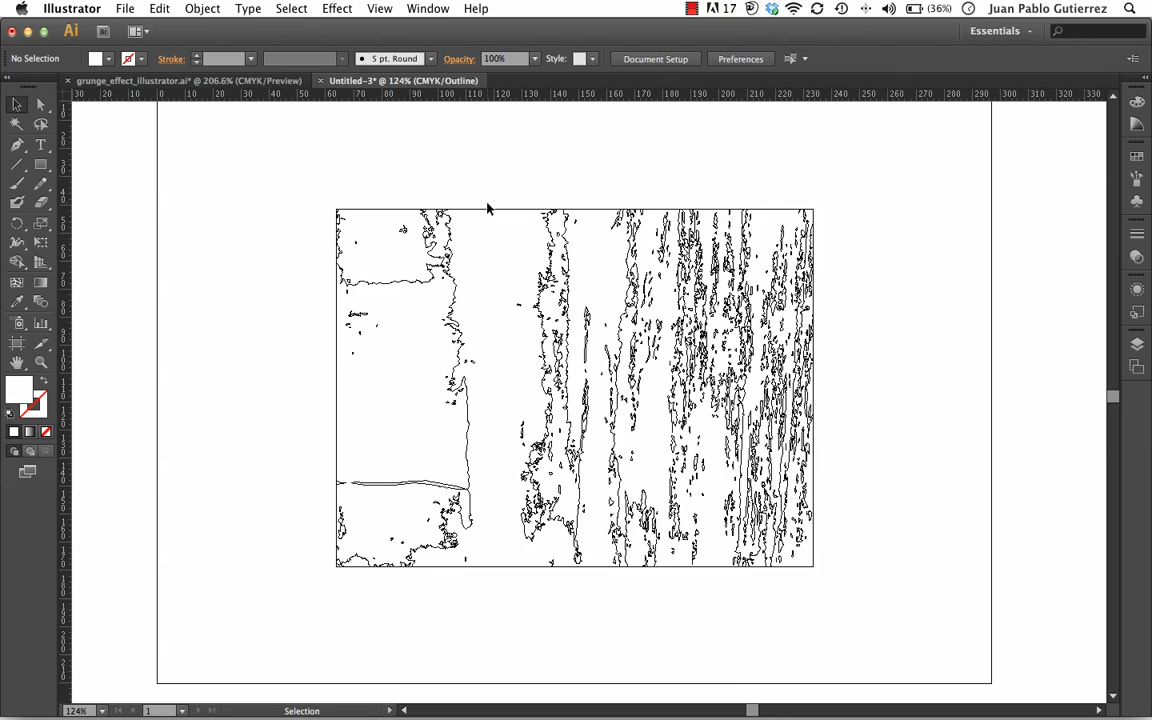 Illustrator File Edit Object Type Select Effect View Window Help 17 (36%) Juan Pablo Gutierrez
Ai Br Essentials
No Selection Stroke: 5 pt. Round Opacity: 100% Style: Document Setup Preferences
× grunge_effect_illustrator.ai* @ 206.6% (CMYK/Preview) × Untitled-3* @ 124% (CMYK/Outline)
30 20 10 0 10 20 30 40 50 60 70 80 90 100 110 120 130 140 150 160 170 180 190 200 210 220 230 240 250 260 270 280 290 300 310 320 330
124% 1 Selection